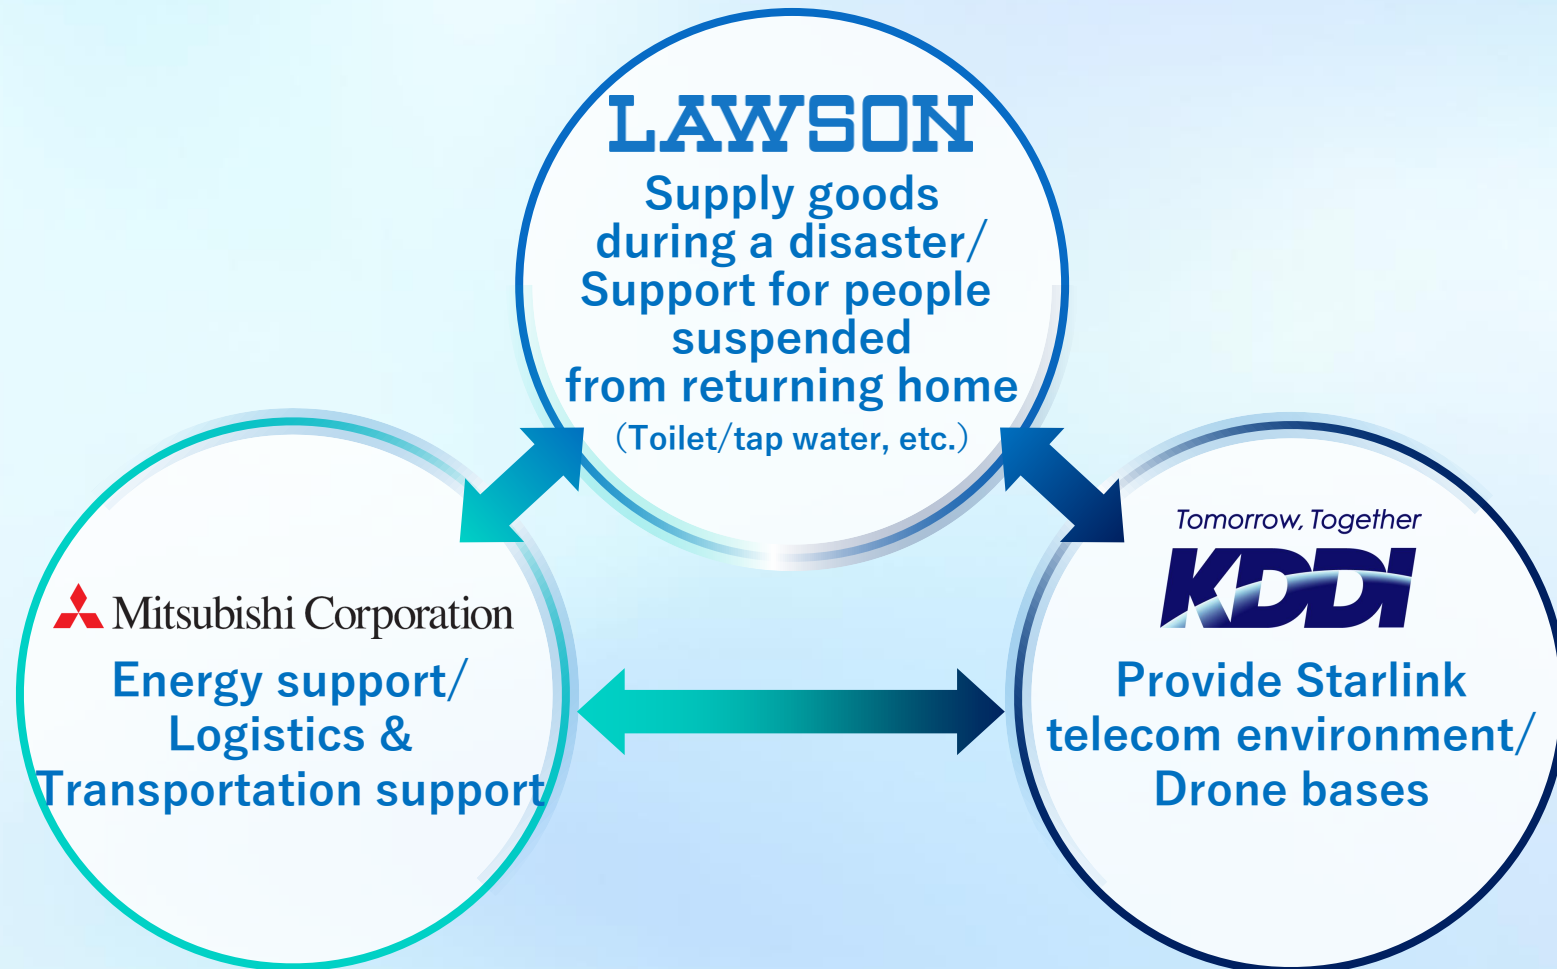 LAWSON
Supply goods
during a disaster/
Support for people
suspended
from returning home
（Toilet/tap water, etc.）
Mitsubishi Corporation
Energy support/
Logistics &
Transportation support
Tomorrow, Together
KDDI
Provide Starlink
telecom environment/
Drone bases